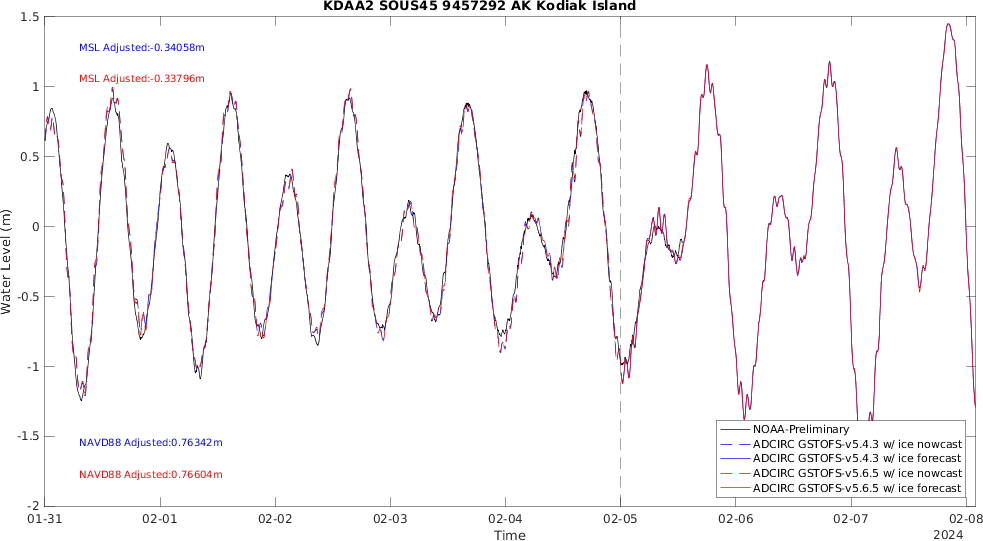 KDAA2 SOUS45 9457292 AK Kodiak Island
1.5
MSL Adjusted:-0.34058m
MSL Adjusted:-0.33796m
1
0.5
0
-0.5
-1
-1.5
-2
Water Level (m)
NAVD88 Adjusted:0.76342m
NAVD88 Adjusted:0.76604m
NOAA-Preliminary
ADCIRC GSTOFS-v5.4.3 w/ ice nowcast
ADCIRC GSTOFS-v5.4.3 w/ ice forecast
ADCIRC GSTOFS-v5.6.5 w/ ice nowcast
ADCIRC GSTOFS-v5.6.5 w/ ice forecast
01-31 02-01 02-02 02-03 02-04 02-05 02-06 02-07 02-08
Time
2024